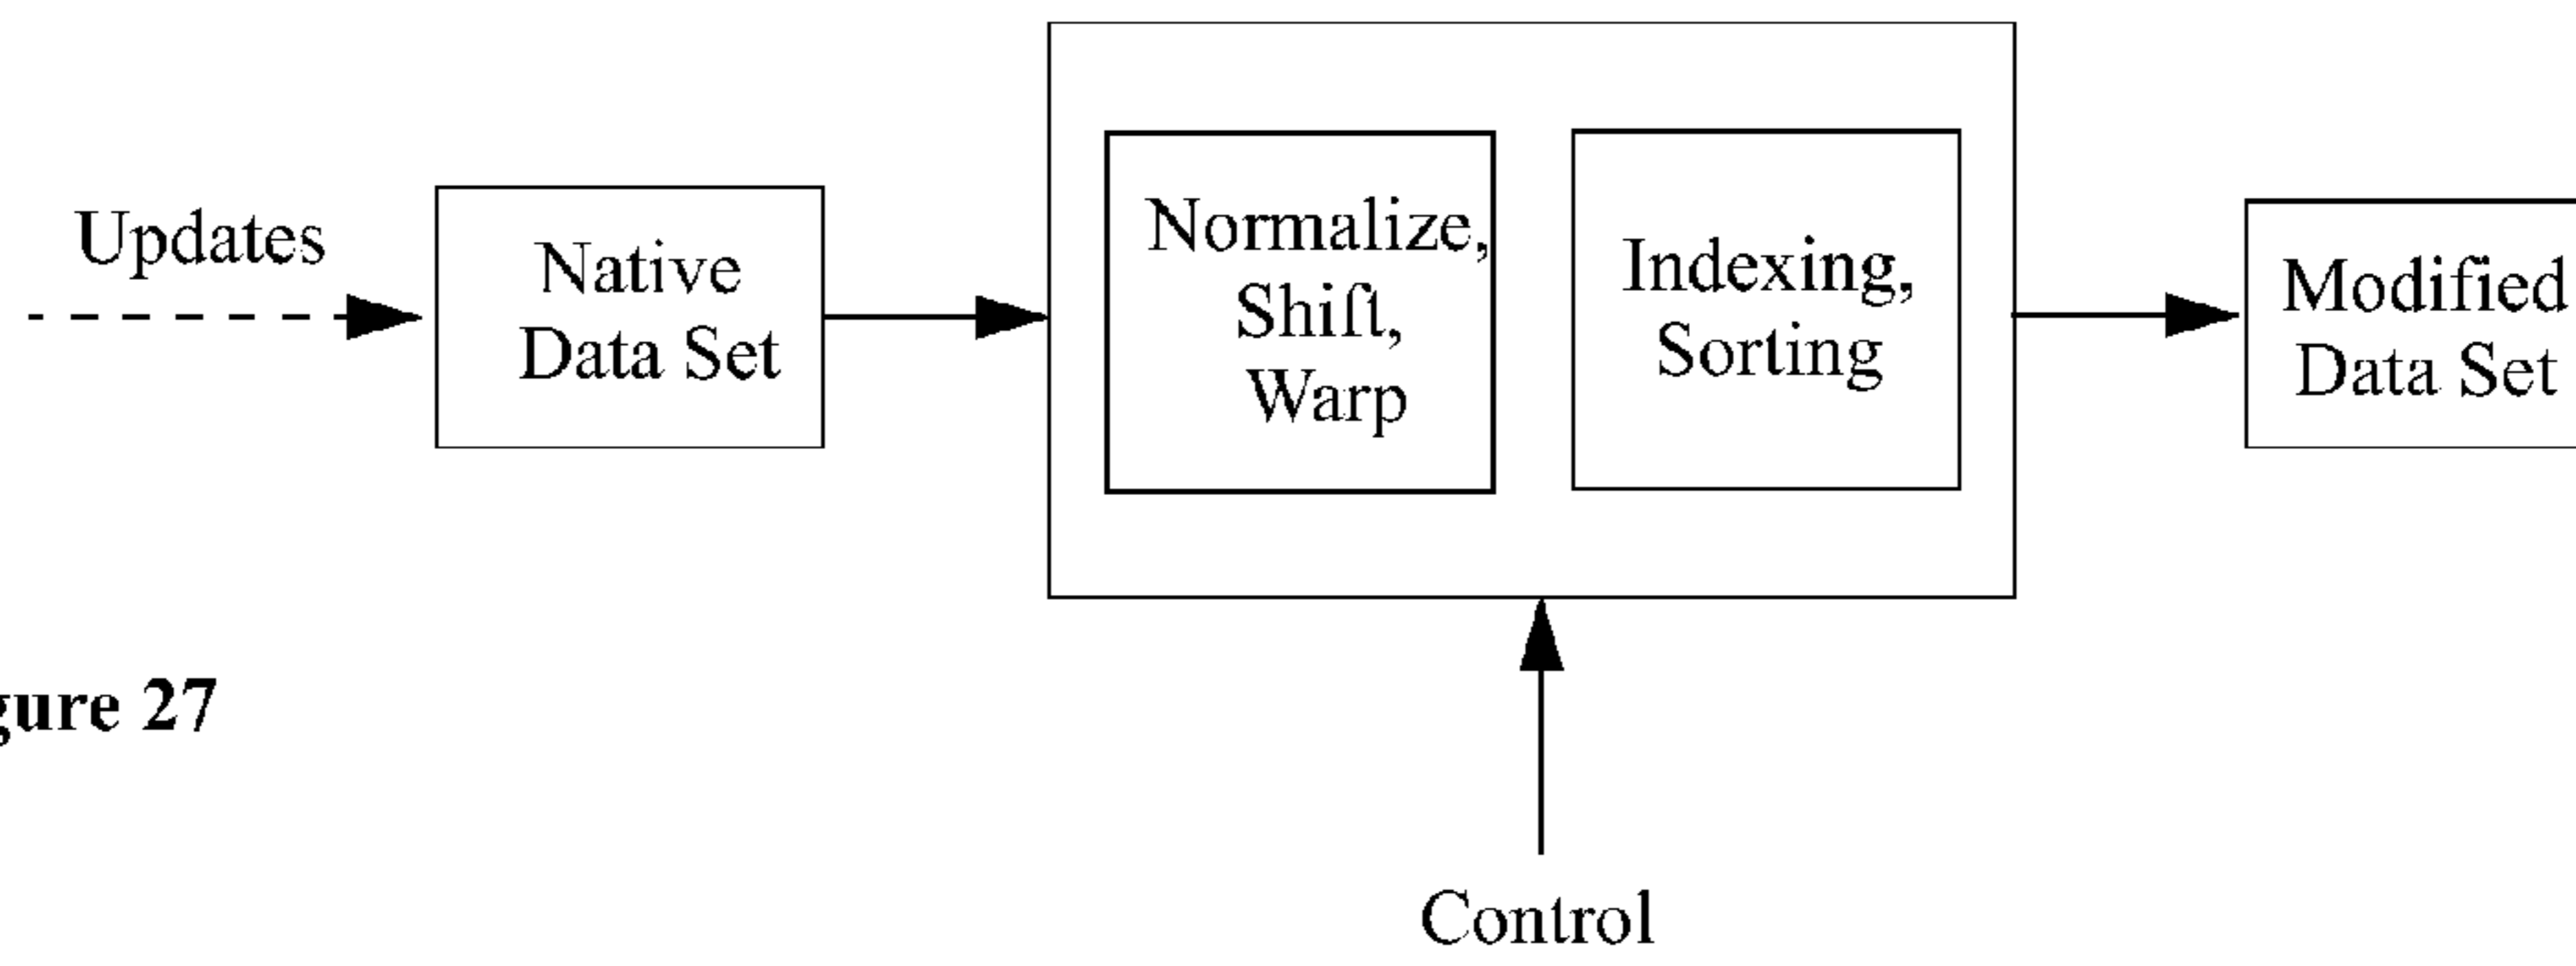 Updates
Native
Data Set
Normalize,
Shift,
Warp
Indexing,
Sorting
Modified
Data Set
Control
gure 27